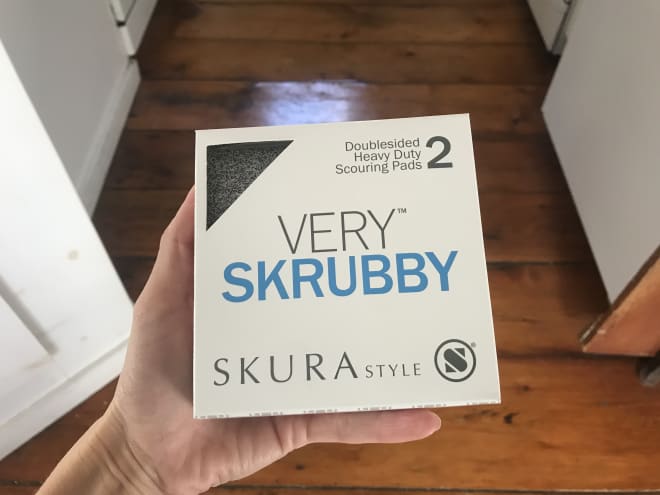 Doublesided
Heavy Duty
Scouring Pads 2
VERY™
SKRUBBY
SKURA STYLE S®